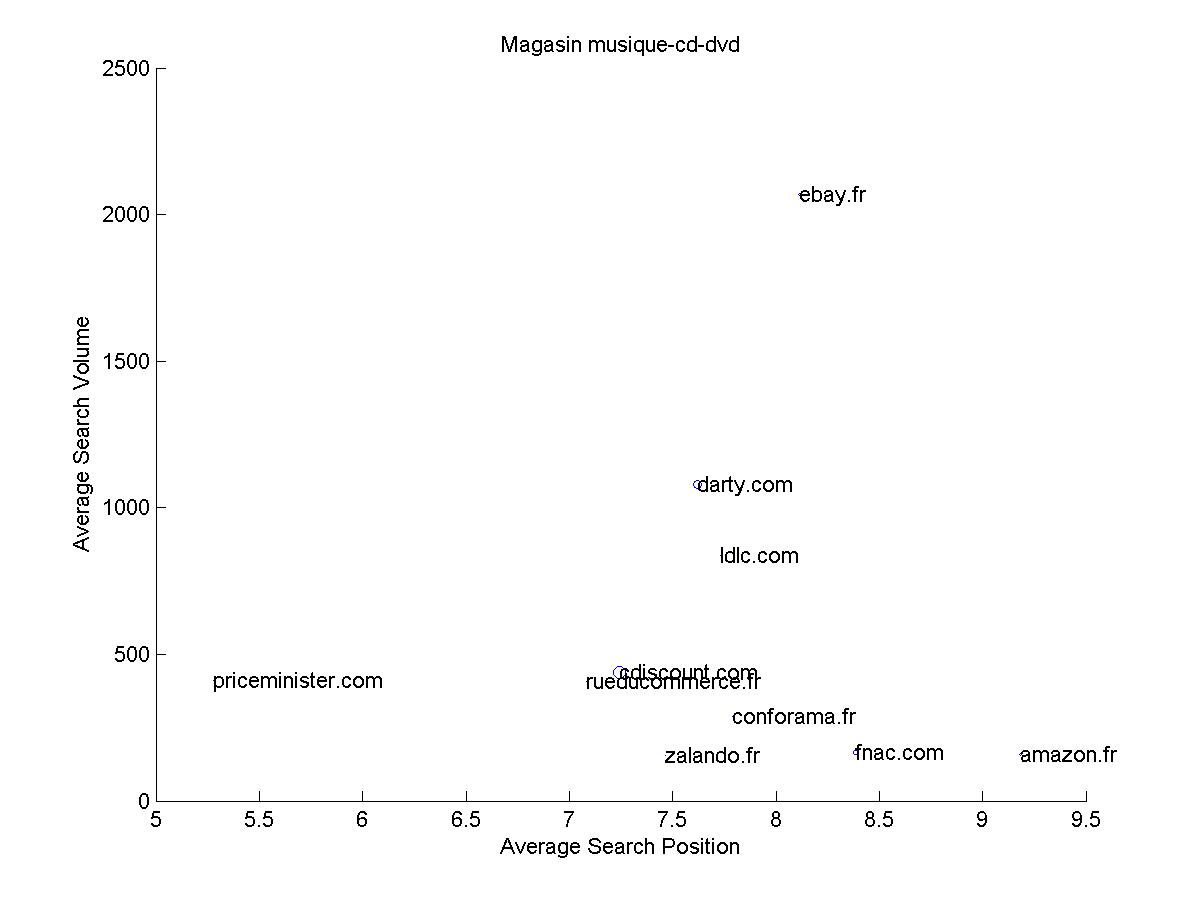 Magasin musique-cd-dvd
2500
2000
1500
1000
500
0
Average Search Volume
ebay.fr
darty.com
ldlc.com
cdiscount.com
priceminister.com
rueducommerce.fr
conforama.fr
zalando.fr
fnac.com
amazon.fr
5 5.5 6 6.5 7 7.5 8 8.5 9 9.5
Average Search Position